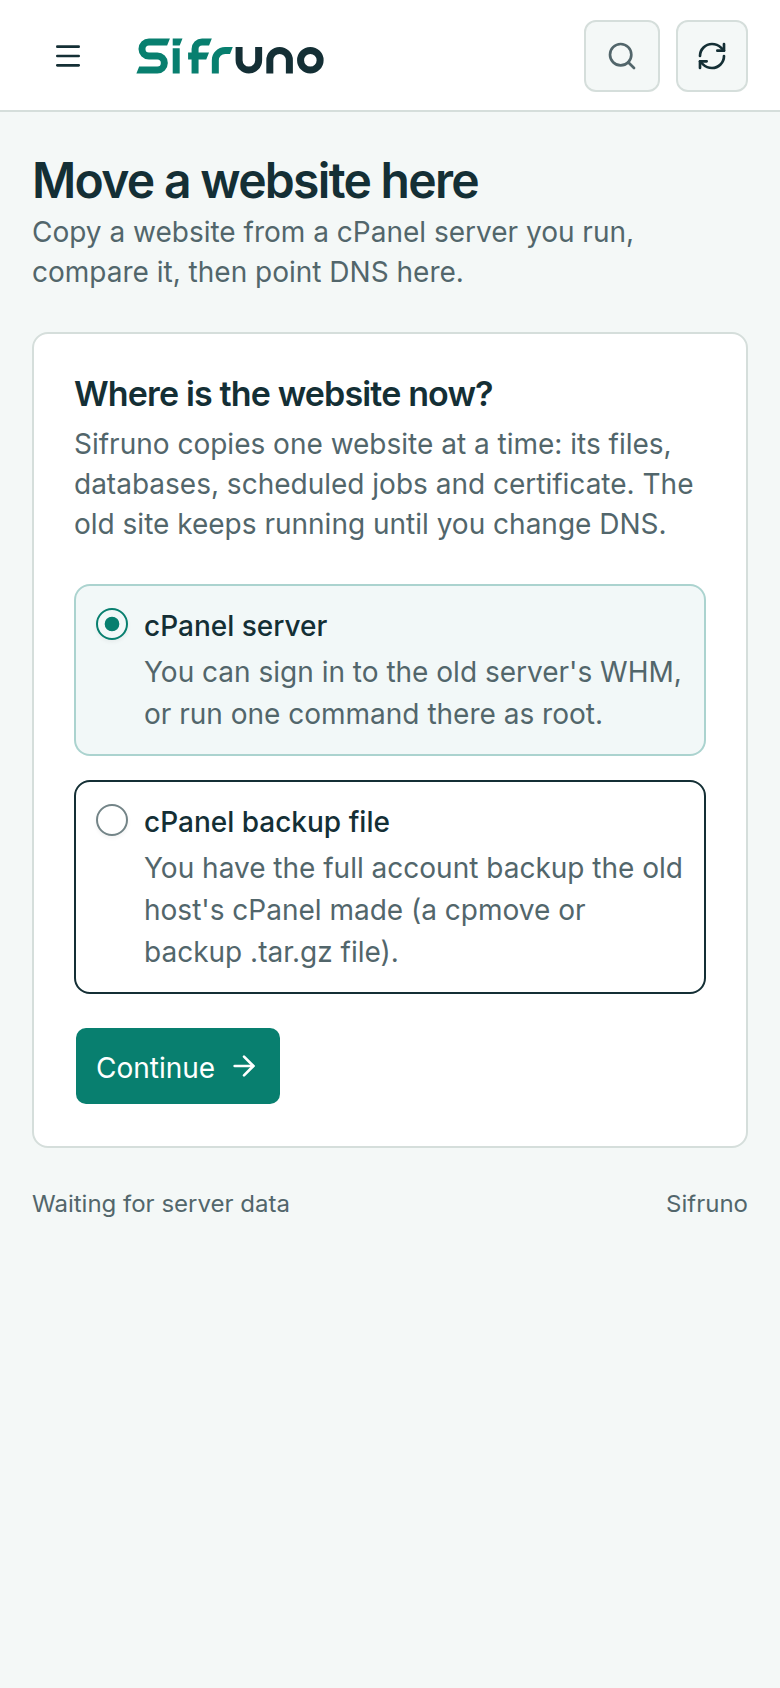 Sifruno
Move a website here
Copy a website from a cPanel server you run,
compare it, then point DNS here.
Where is the website now?
Sifruno copies one website at a time: its files,
databases, scheduled jobs and certificate. The
old site keeps running until you change DNS.
cPanel server
You can sign in to the old server's WHM,
or run one command there as root.
cPanel backup file
You have the full account backup the old
host's cPanel made (a cpmove or
backup .tar.gz file).
Continue
Waiting for server data
Sifruno